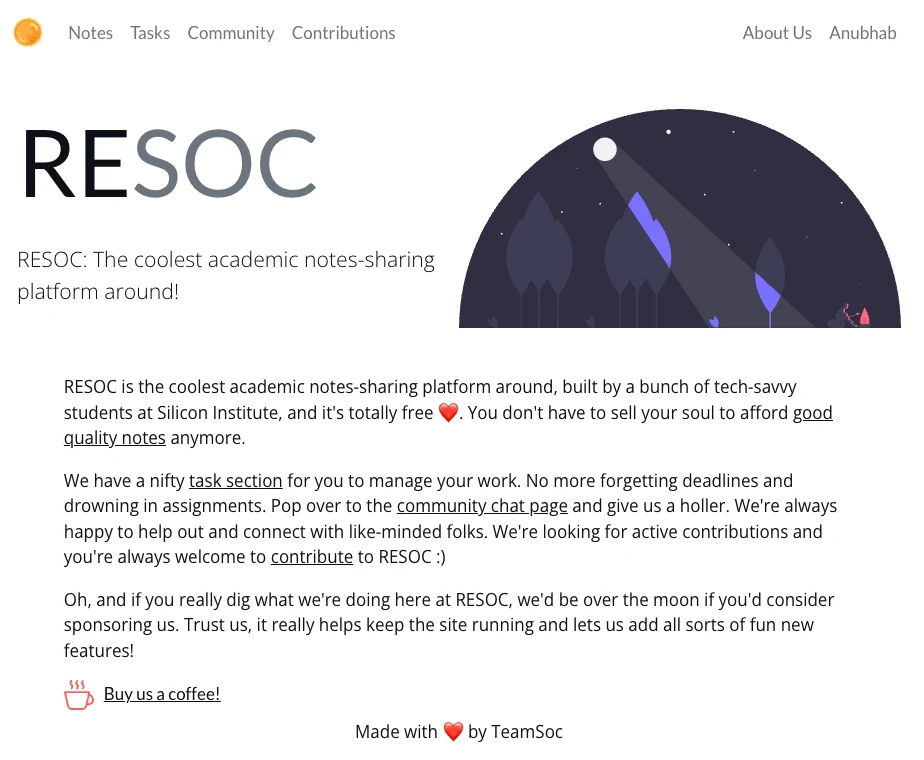 Notes Tasks Community Contributions About Us Anubhab
RESOC
RESOC: The coolest academic notes-sharing
platform around!
RESOC is the coolest academic notes-sharing platform around, built by a bunch of tech-savvy
students at Silicon Institute, and it's totally free ❤️. You don't have to sell your soul to afford good
quality notes anymore.
We have a nifty task section for you to manage your work. No more forgetting deadlines and
drowning in assignments. Pop over to the community chat page and give us a holler. We're always
happy to help out and connect with like-minded folks. We're looking for active contributions and
you're always welcome to contribute to RESOC :)
Oh, and if you really dig what we're doing here at RESOC, we'd be over the moon if you'd consider
sponsoring us. Trust us, it really helps keep the site running and lets us add all sorts of fun new
features!
Buy us a coffee!
Made with ❤️ by TeamSoc